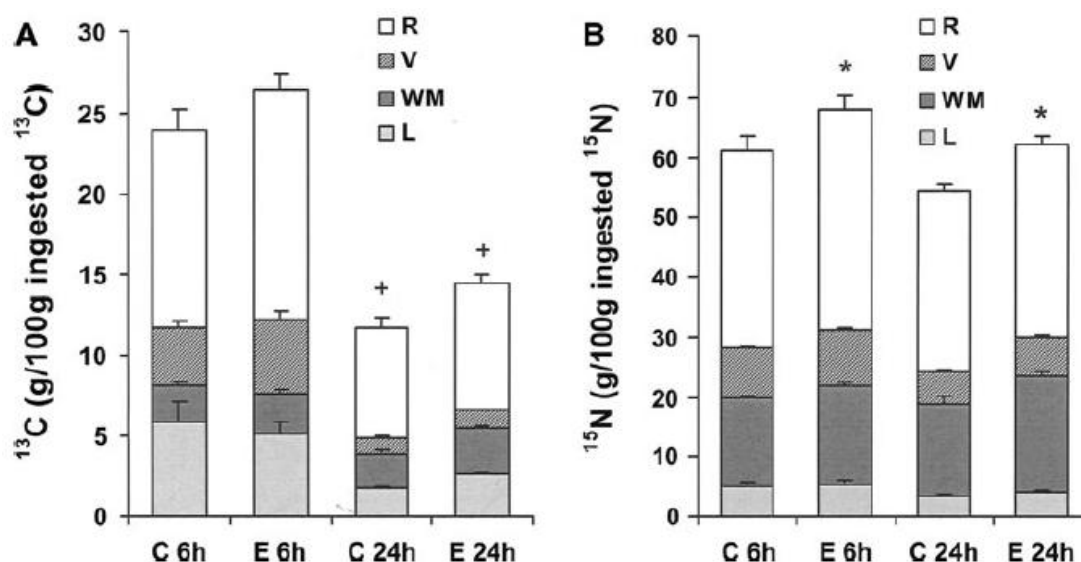 A
¹³C (g/100g ingested ¹³C)
30
25
20
15
10
5
0
R
V
WM
L
+
+
C 6h E 6h C 24h E 24h
B
¹⁵N (g/100g ingested ¹⁵N)
80
70
60
50
40
30
20
10
0
R
V
WM
L
*
*
C 6h E 6h C 24h E 24h